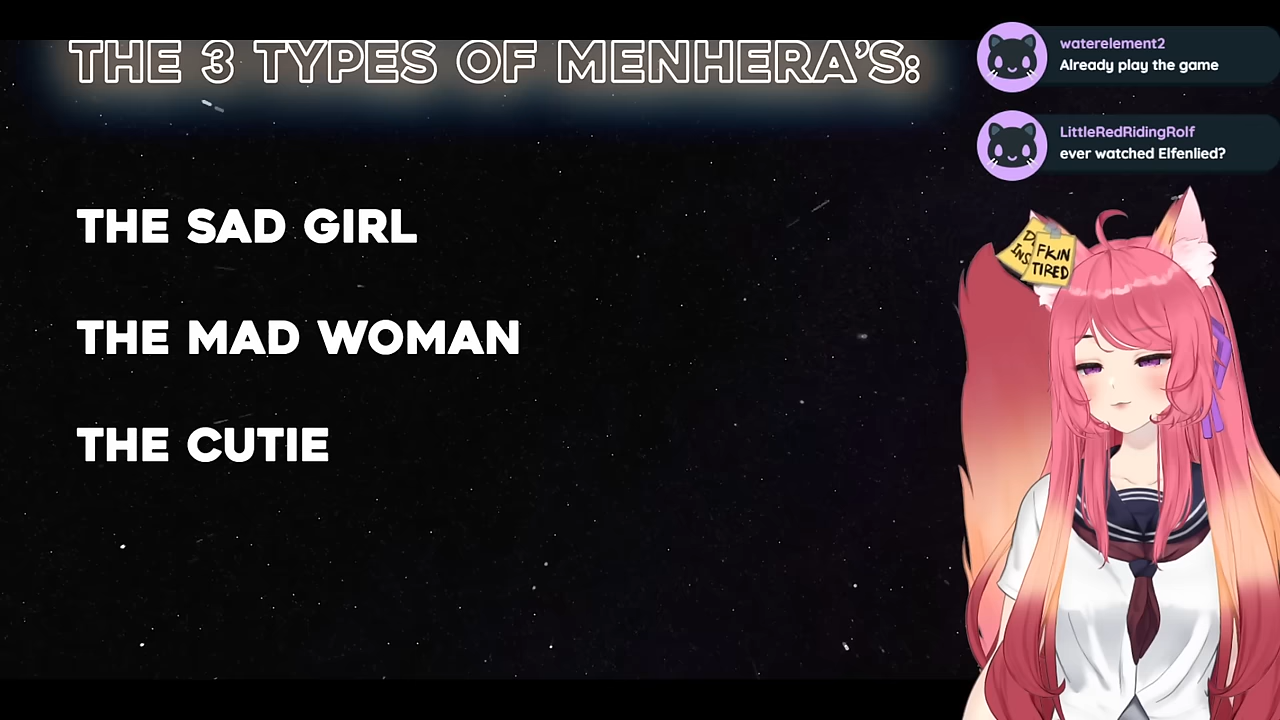 THE 3 TYPES OF MENHERA'S:
THE SAD GIRL
THE MAD WOMAN
THE CUTIE
waterelement2
Already play the game
LittleRedRidingRolf
ever watched Elfenlied?
FKIN
TIRED